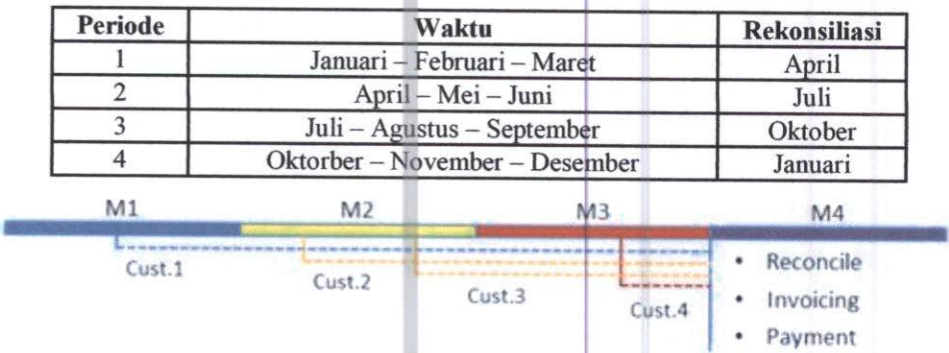 Periode Waktu Rekonsiliasi
1 Januari – Februari – Maret April
2 April – Mei – Juni Juli
3 Juli – Agustus – September Oktober
4 Oktorber – November – Desember Januari
M1 M2 M3 M4
Cust.1 Cust.2 Cust.3 Cust.4
• Reconcile
• Invoicing
• Payment